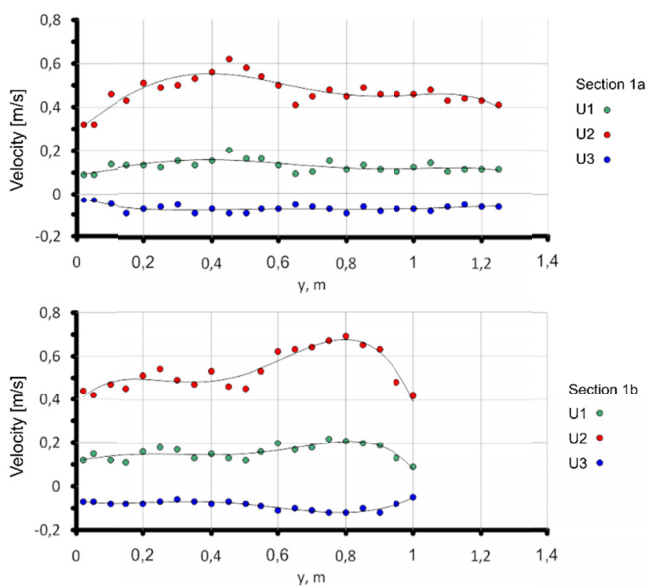 0,8
0,6
0,4
0,2
0
-0,2
Velocity [m/s]
0 0,2 0,4 0,6 0,8 1 1,2 1,4
y, m
Section 1a
U1
U2
U3
0,8
0,6
0,4
0,2
0
-0,2
Velocity [m/s]
0 0,2 0,4 0,6 0,8 1 1,2 1,4
y, m
Section 1b
U1
U2
U3